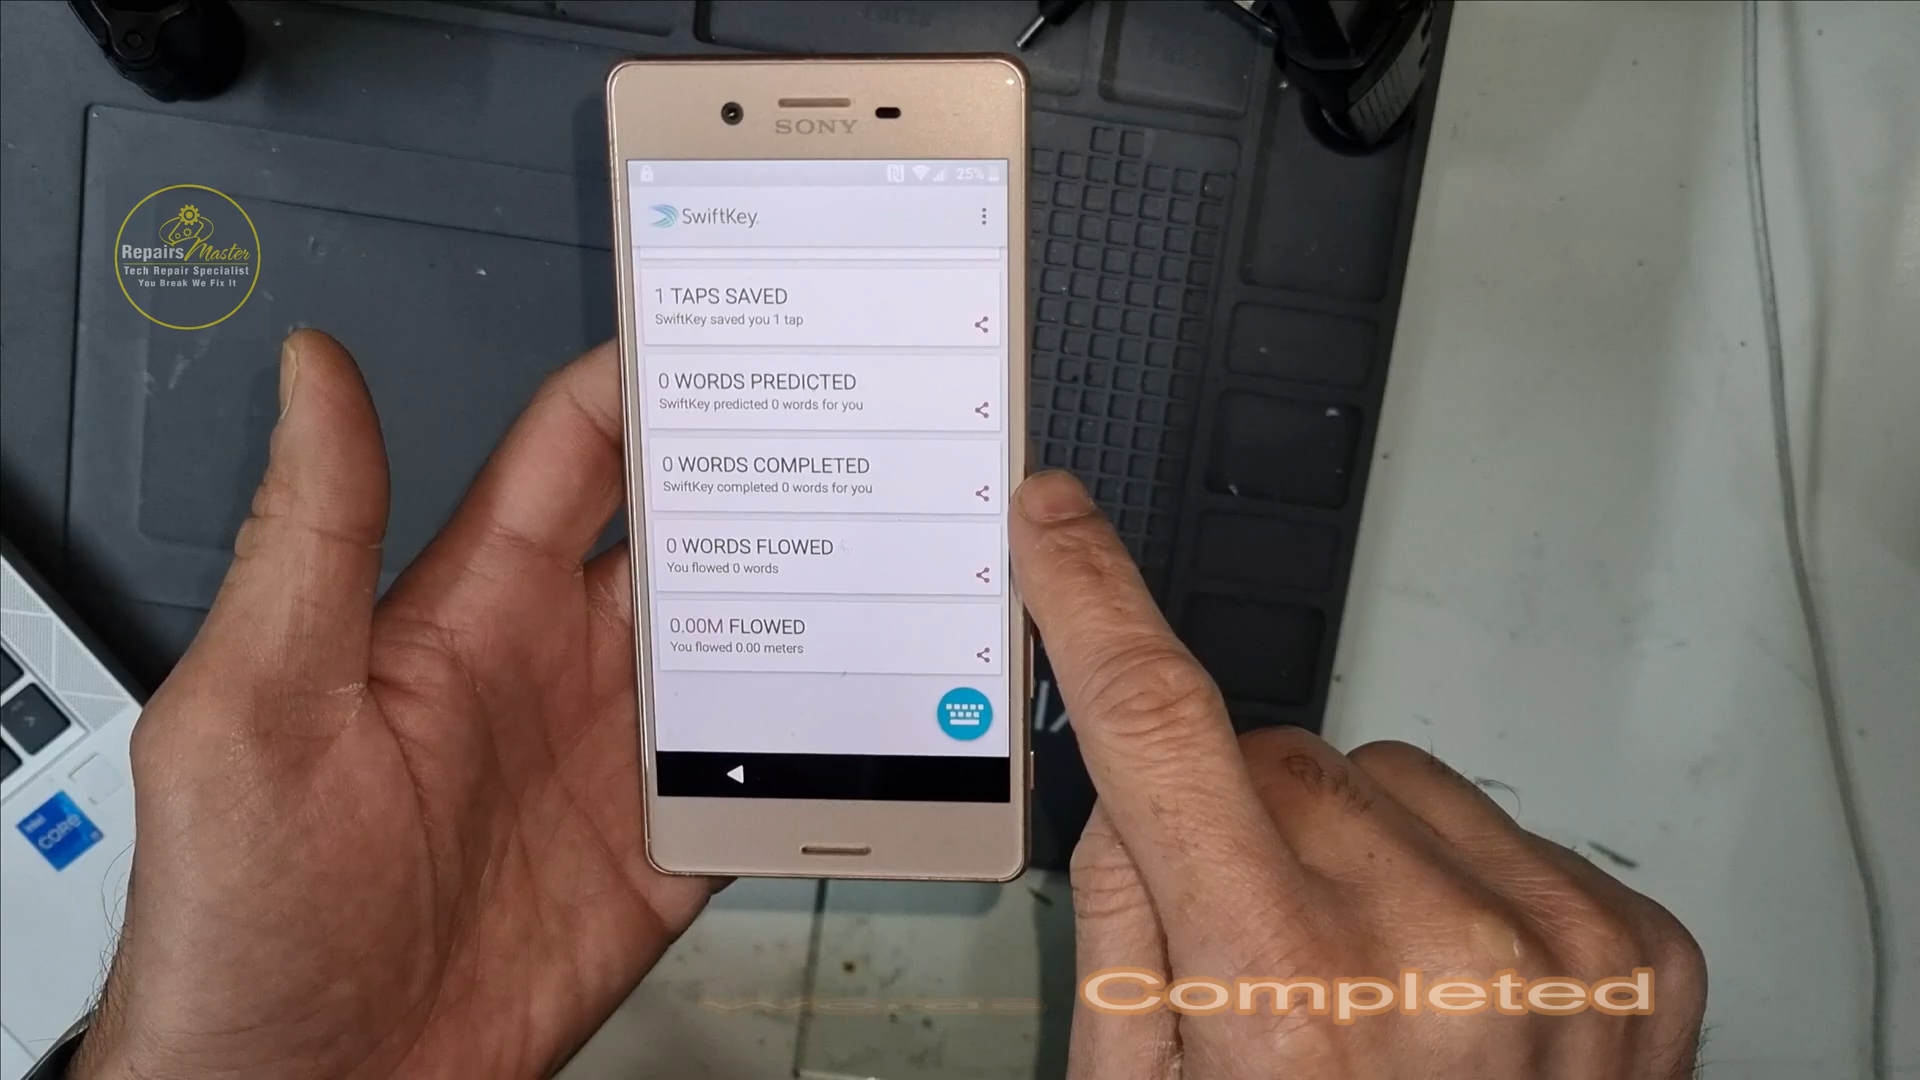 SONY
25%
SwiftKey
1 TAPS SAVED
SwiftKey saved you 1 tap
0 WORDS PREDICTED
SwiftKey predicted 0 words for you
0 WORDS COMPLETED
SwiftKey completed 0 words for you
0 WORDS FLOWED
You flowed 0 words
0.00M FLOWED
You flowed 0.00 meters
Repairs Master
Tech Repair Specialist
You Break We Fix It
intel
CORE
Completed